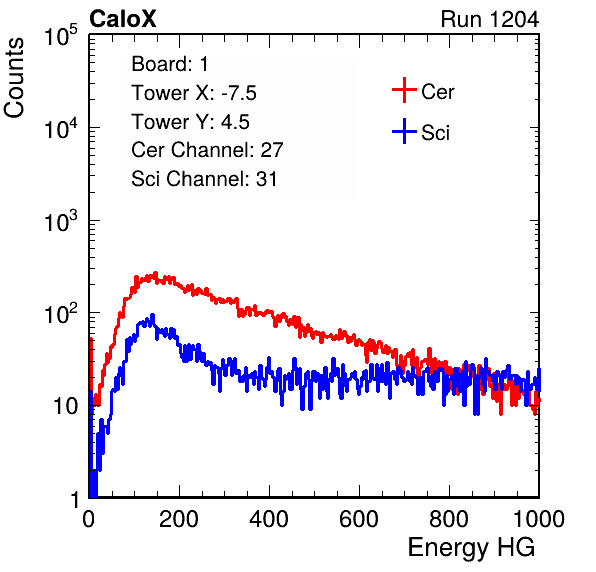 CaloX Run 1204
Counts
10^5
10^4
10^3
10^2
10
1
Board: 1
Tower X: -7.5
Tower Y: 4.5
Cer Channel: 27
Sci Channel: 31
Cer
Sci
0 200 400 600 800 1000
Energy HG